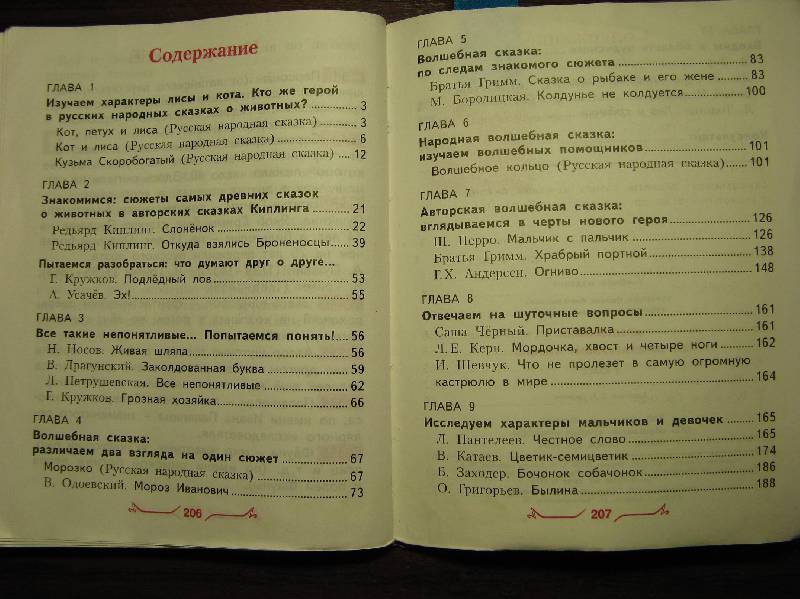 Содержание
ГЛАВА 1
Изучаем характеры лисы и кота. Кто же герой
в русских народных сказках о животных? 3
Кот, петух и лиса (Русская народная сказка) 3
Кот и лиса (Русская народная сказка) 6
Кузьма Скоробогатый (Русская народная сказка) 12
ГЛАВА 2
Знакомимся: сюжеты самых древних сказок
о животных в авторских сказках Киплинга 21
Редьярд Киплинг. Слонёнок 22
Редьярд Киплинг. Откуда взялись Броненосцы 39
Пытаемся разобраться: что думают друг о друге...
Г. Кружков. Подлёдный лов 53
А. Усачёв. Эх! 55
ГЛАВА 3
Все такие непонятливые... Попытаемся понять! 56
Н. Носов. Живая шляпа 56
В. Драгунский. Заколдованная буква 59
Л. Петрушевская. Все непонятливые 62
Г. Кружков. Грозная хозяйка 66
ГЛАВА 4
Волшебная сказка:
различаем два взгляда на один сюжет 67
Морозко (Русская народная сказка) 67
В. Одоевский. Мороз Иванович 73
206
ГЛАВА 5
Волшебная сказка:
по следам знакомого сюжета 83
Братья Гримм. Сказка о рыбаке и его жене 83
М. Бородицкая. Колдунье не колдуется 100
ГЛАВА 6
Народная волшебная сказка:
изучаем волшебных помощников 101
Волшебное кольцо (Русская народная сказка) 101
ГЛАВА 7
Авторская волшебная сказка:
вглядываемся в черты нового героя 126
Ш. Перро. Мальчик с пальчик 126
Братья Гримм. Храбрый портной 138
Г.Х. Андерсен. Огниво 148
ГЛАВА 8
Отвечаем на шуточные вопросы 161
Саша Чёрный. Приставалка 161
Л.Е. Керн. Мордочка, хвост и четыре ноги 162
И. Шевчук. Что не пролезет в самую огромную
кастрюлю в мире 164
ГЛАВА 9
Исследуем характеры мальчиков и девочек 165
Л. Пантелеев. Честное слово 165
В. Катаев. Цветик-семицветик 174
Б. Заходер. Бочонок собачонок 186
О. Григорьев. Былина 188
207